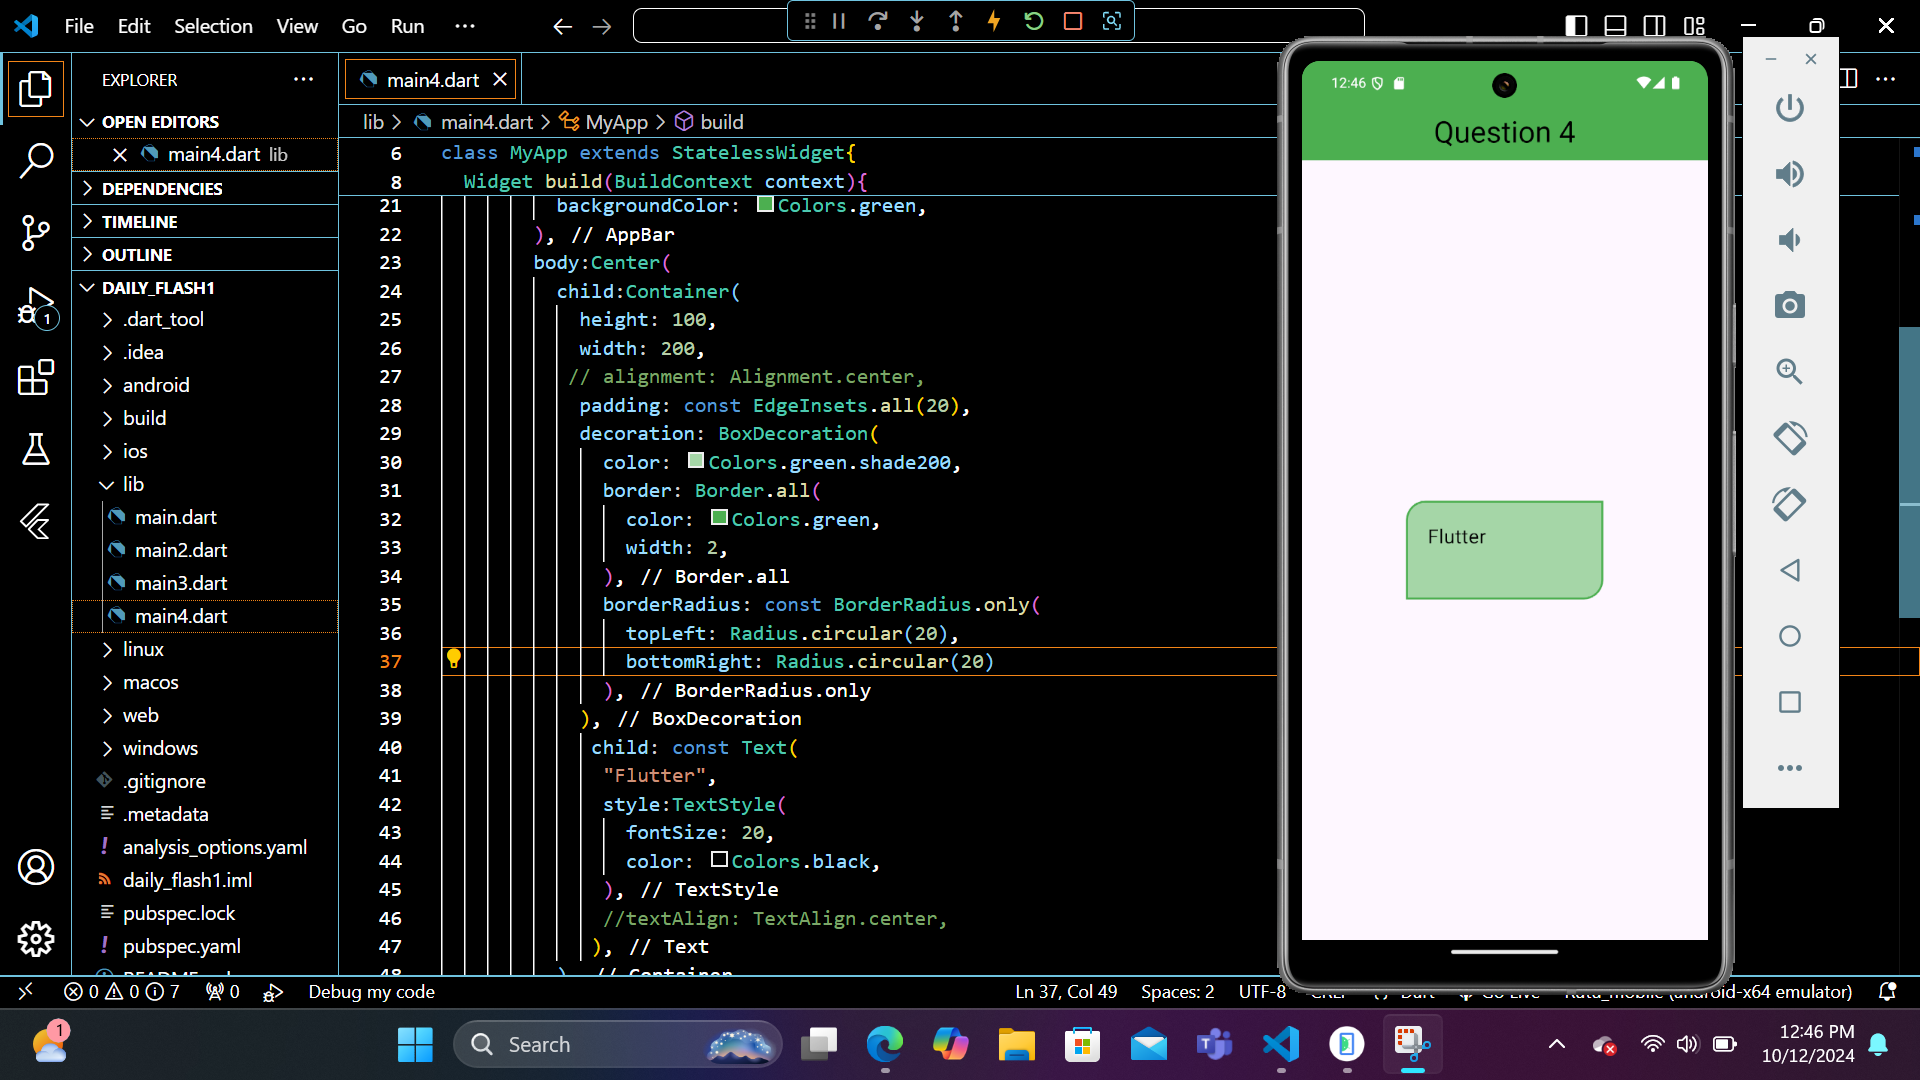 File Edit Selection View Go Run
EXPLORER
OPEN EDITORS
main4.dart lib
DEPENDENCIES
TIMELINE
OUTLINE
DAILY_FLASH1
.dart_tool
.idea
android
build
ios
lib
main.dart
main2.dart
main3.dart
main4.dart
linux
macos
web
windows
.gitignore
.metadata
analysis_options.yaml
daily_flash1.iml
pubspec.lock
pubspec.yaml
1
main4.dart
lib > main4.dart > MyApp > build
6 class MyApp extends StatelessWidget{
8 Widget build(BuildContext context){
21 backgroundColor: Colors.green,
22 ), // AppBar
23 body:Center(
24 child:Container(
25 height: 100,
26 width: 200,
27 // alignment: Alignment.center,
28 padding: const EdgeInsets.all(20),
29 decoration: BoxDecoration(
30 color: Colors.green.shade200,
31 border: Border.all(
32 color: Colors.green,
33 width: 2,
34 ), // Border.all
35 borderRadius: const BorderRadius.only(
36 topLeft: Radius.circular(20),
37 bottomRight: Radius.circular(20)
38 ), // BorderRadius.only
39 ), // BoxDecoration
40 child: const Text(
41 "Flutter",
42 style:TextStyle(
43 fontSize: 20,
44 color: Colors.black,
45 ), // TextStyle
46 //textAlign: TextAlign.center,
47 ), // Text
48 ), // Container
12:46
Question 4
Flutter
0 0 7 0 Debug my code
Ln 37, Col 49 Spaces: 2 UTF-8 (android-x64 emulator)
1
Search
12:46 PM
10/12/2024